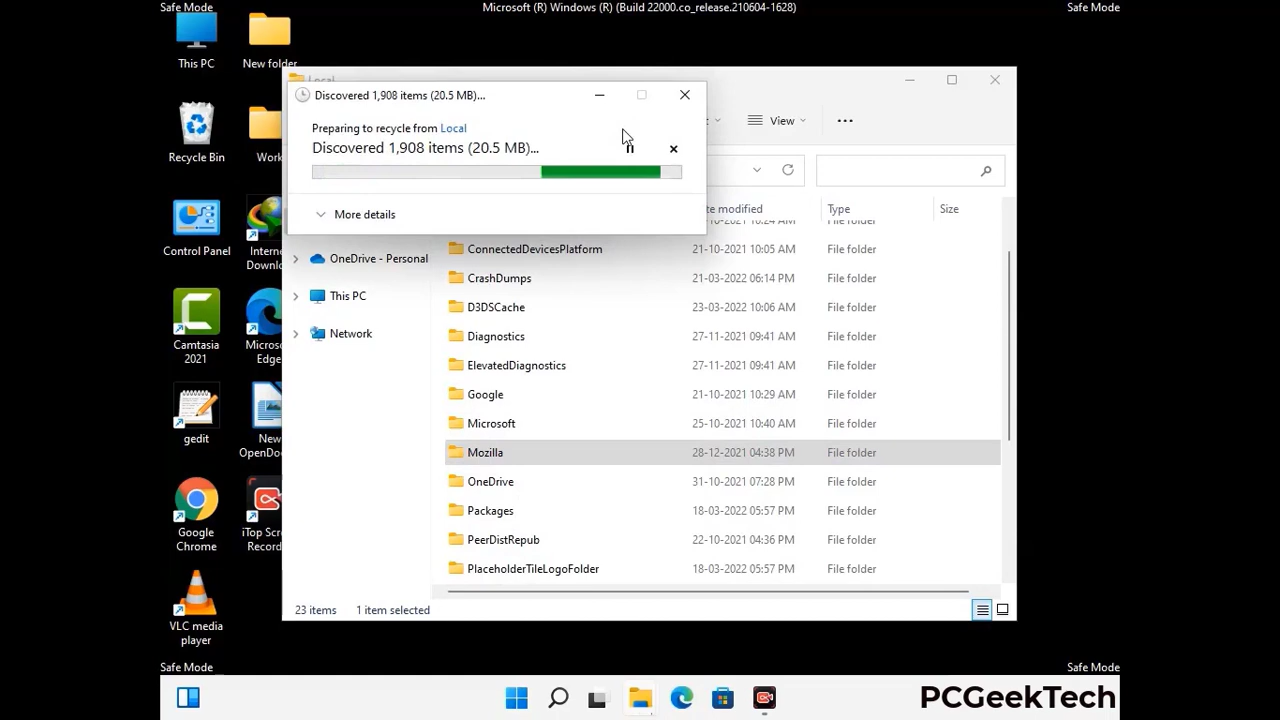 Safe Mode
Microsoft (R) Windows (R) (Build 22000.co_release.210604-1628)
Safe Mode
This PC
New folder
Recycle Bin
Work
Control Panel
Intern
Downlo
Camtasia
2021
Micros
Edge
gedit
New
OpenDoc
Google
Chrome
iTop Scr
Record
VLC media
player
Local
Discovered 1,908 items (20.5 MB)...
Preparing to recycle from Local
Discovered 1,908 items (20.5 MB)...
More details
View
Type
Size
OneDrive - Personal
This PC
Network
ConnectedDevicesPlatform 21-10-2021 10:05 AM File folder
CrashDumps 21-03-2022 06:14 PM File folder
D3DSCache 23-03-2022 10:06 AM File folder
Diagnostics 27-11-2021 09:41 AM File folder
ElevatedDiagnostics 27-11-2021 09:41 AM File folder
Google 21-10-2021 10:29 AM File folder
Microsoft 25-10-2021 10:40 AM File folder
Mozilla 28-12-2021 04:38 PM File folder
OneDrive 31-10-2021 07:28 PM File folder
Packages 18-03-2022 05:57 PM File folder
PeerDistRepub 22-10-2021 04:36 PM File folder
PlaceholderTileLogoFolder 18-03-2022 05:57 PM File folder
23 items 1 item selected
Safe Mode
Safe Mode
PCGeekTech